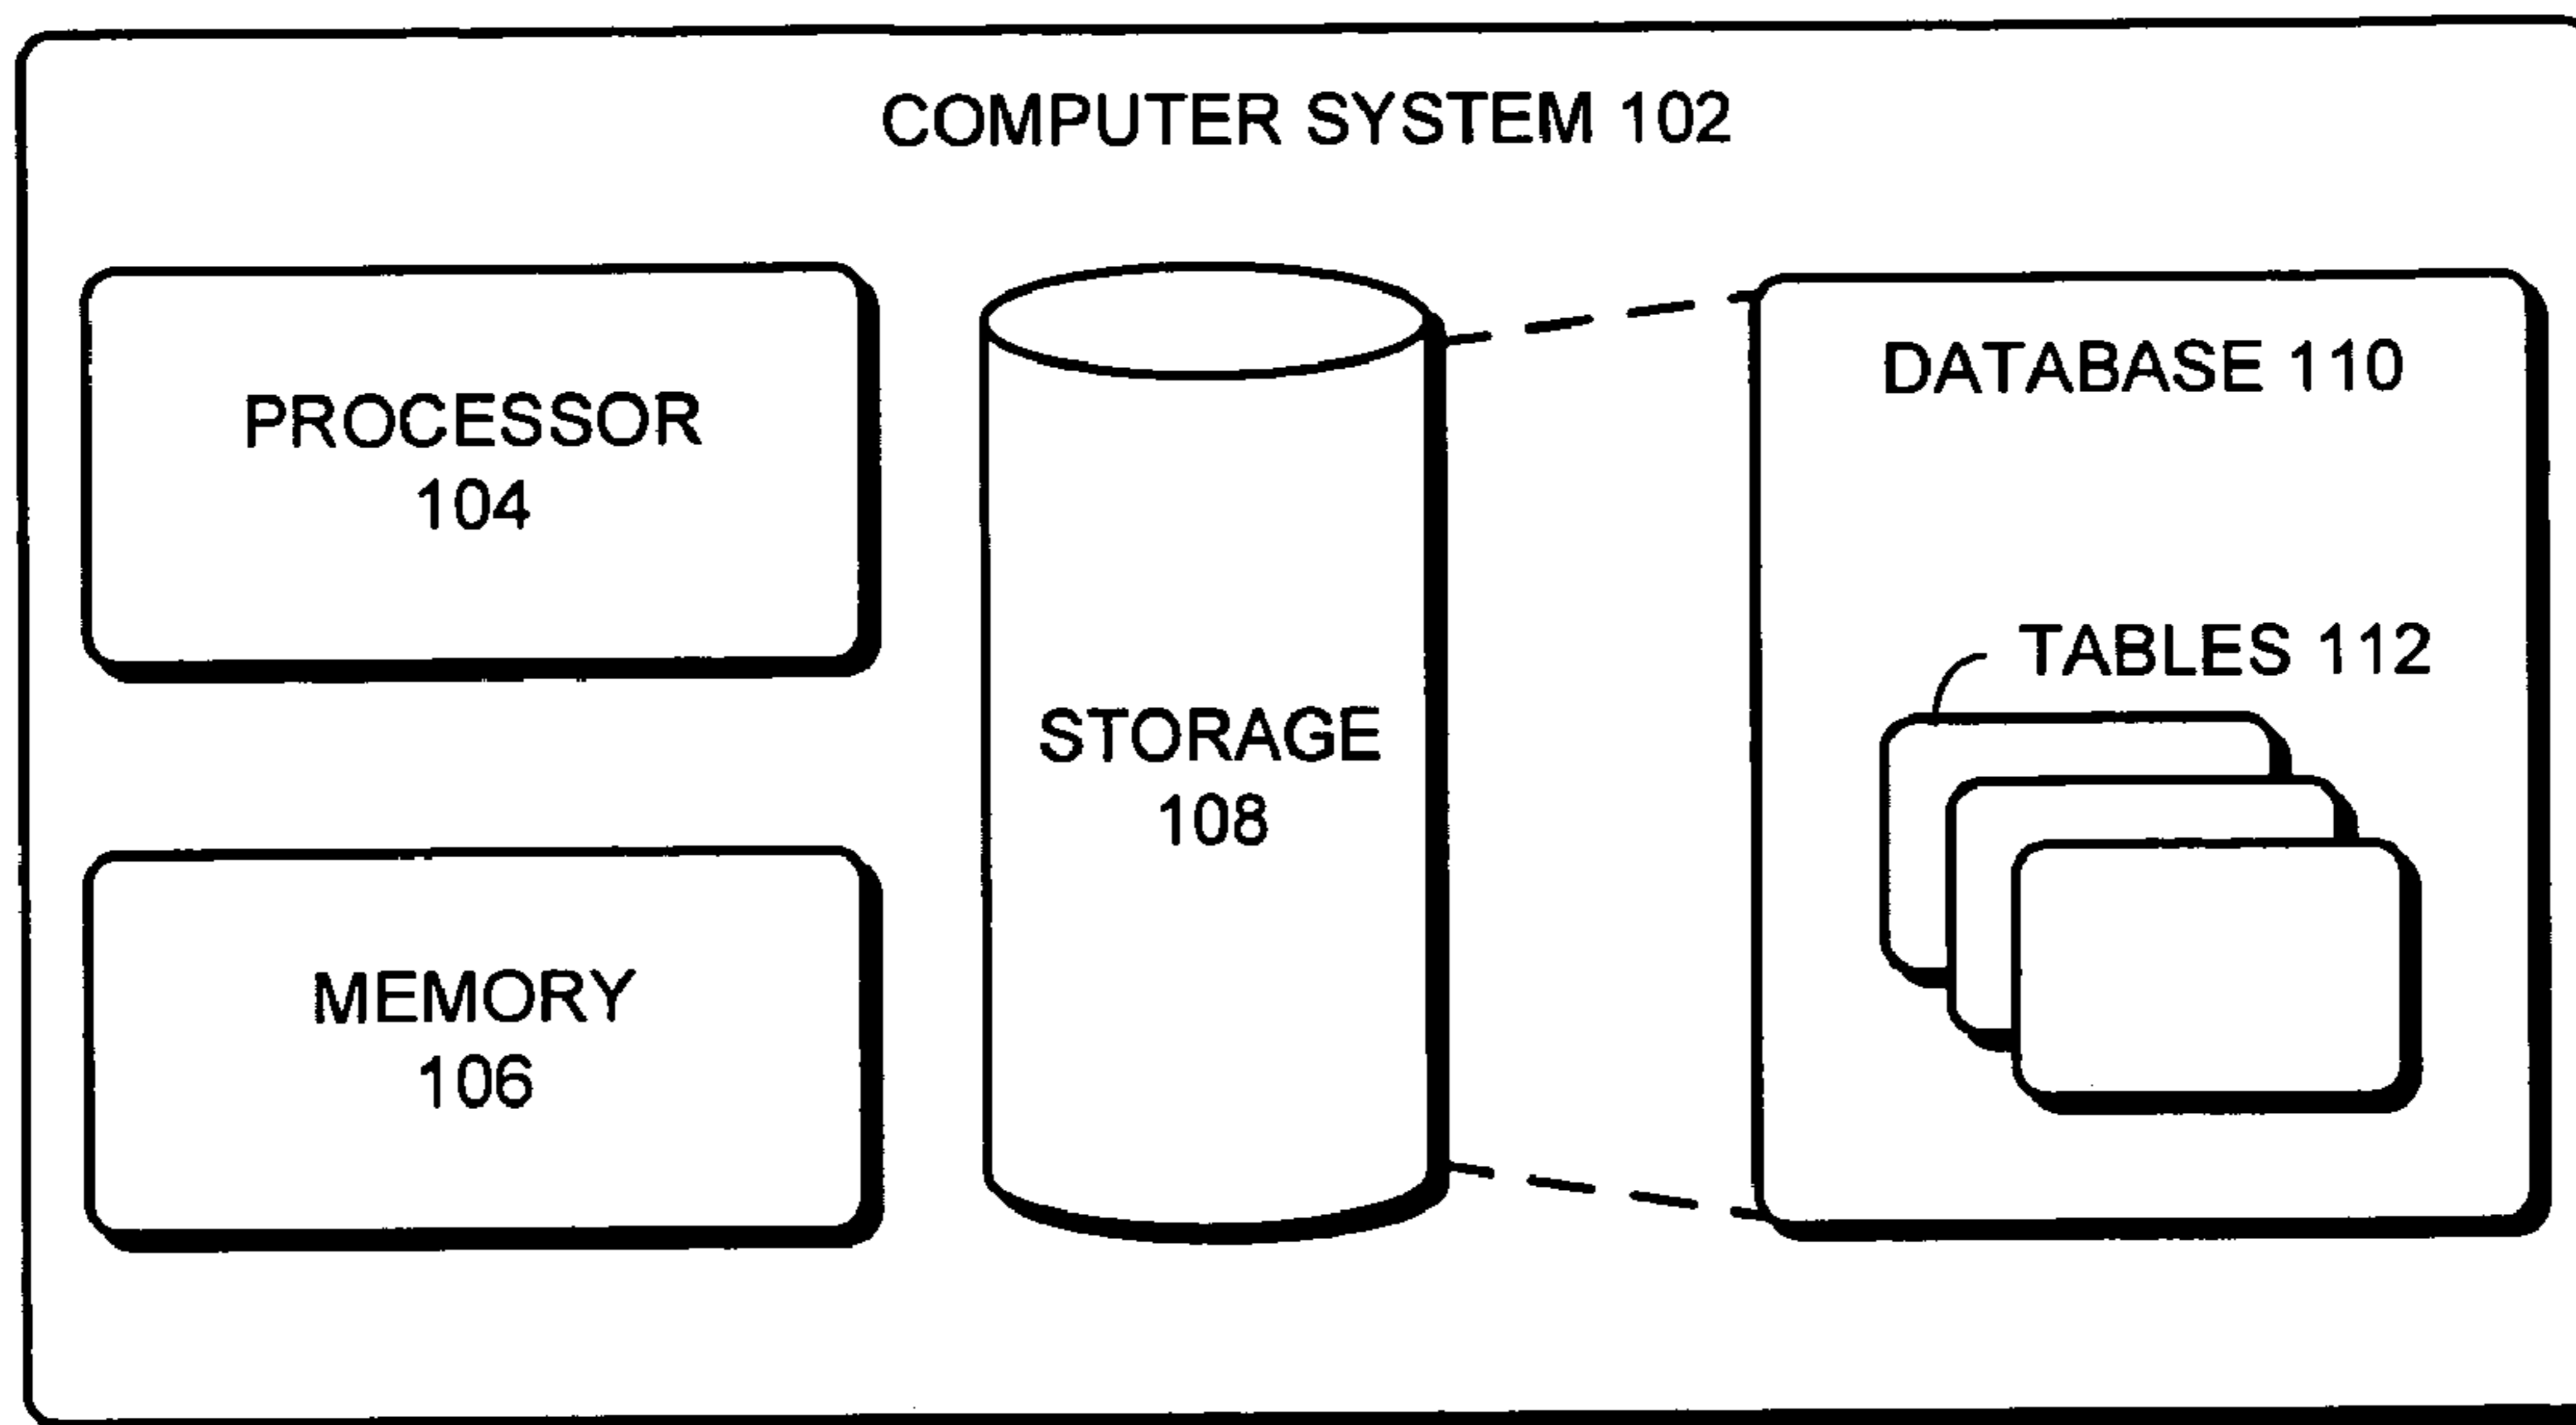 COMPUTER SYSTEM 102
PROCESSOR
104
MEMORY
106
STORAGE
108
DATABASE 110
TABLES 112